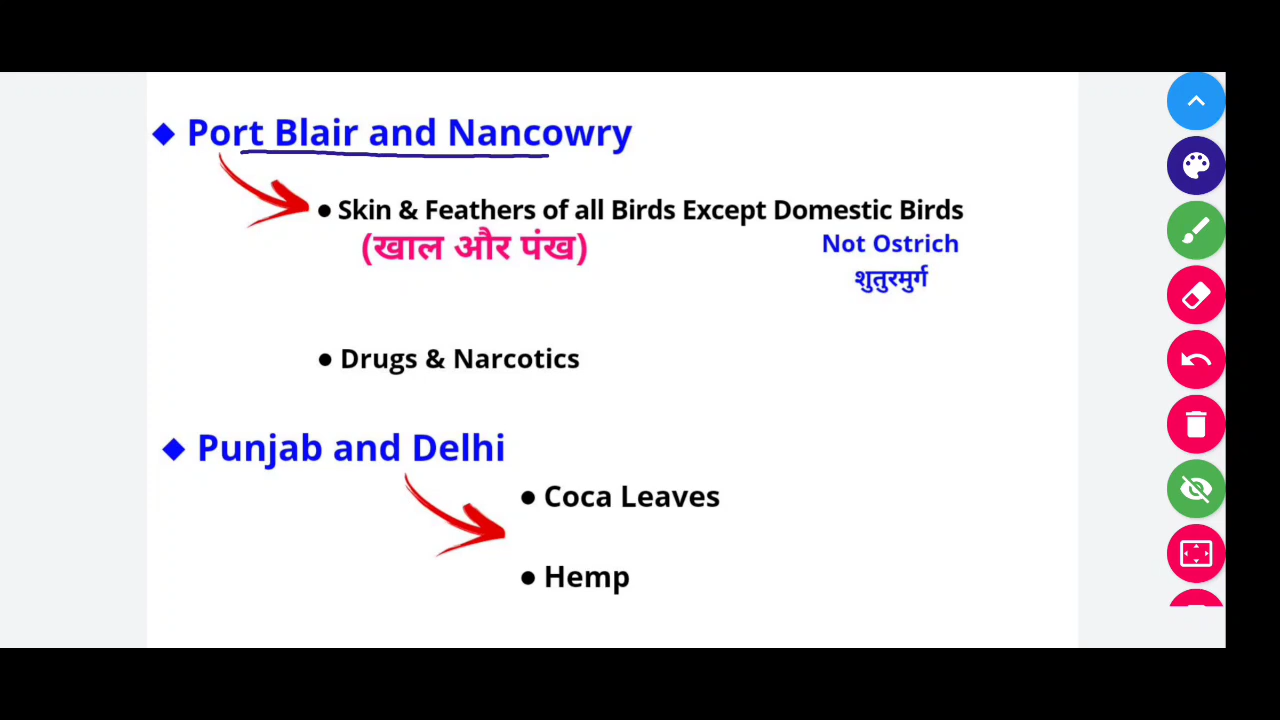 ◆ Port Blair and Nancowry
● Skin & Feathers of all Birds Except Domestic Birds
(खाल और पंख)
Not Ostrich
शुतुरमुर्ग
● Drugs & Narcotics
◆ Punjab and Delhi
● Coca Leaves
● Hemp